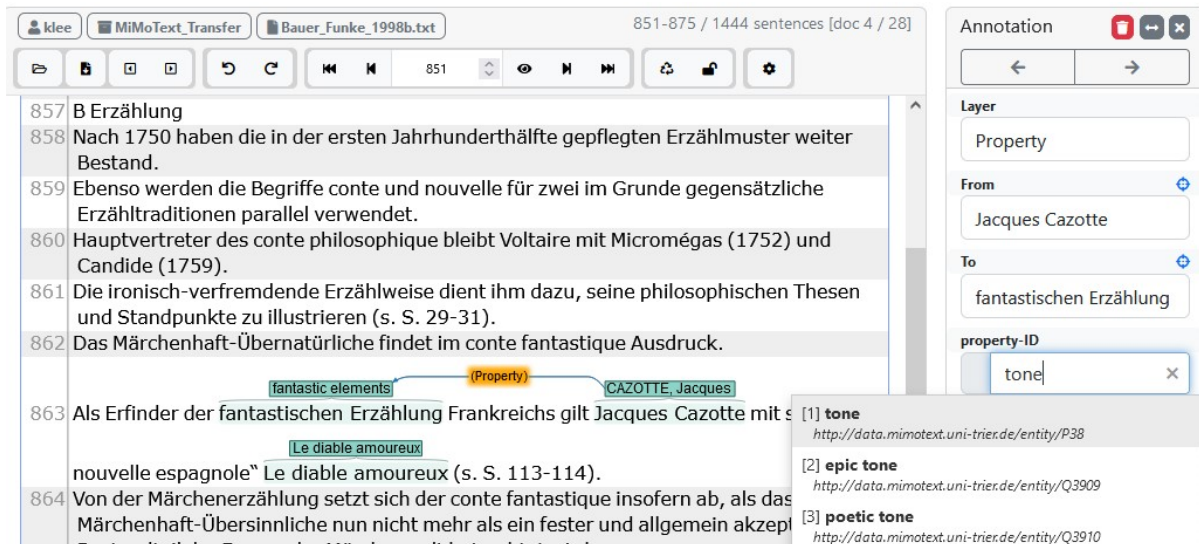 klee MiMoText_Transfer Bauer_Funke_1998b.txt 851-875 / 1444 sentences [doc 4 / 28]
851
857 B Erzählung
858 Nach 1750 haben die in der ersten Jahrhunderthälfte gepflegten Erzählmuster weiter
Bestand.
859 Ebenso werden die Begriffe conte und nouvelle für zwei im Grunde gegensätzliche
Erzähltraditionen parallel verwendet.
860 Hauptvertreter des conte philosophique bleibt Voltaire mit Micromégas (1752) und
Candide (1759).
861 Die ironisch-verfremdende Erzählweise dient ihm dazu, seine philosophischen Thesen
und Standpunkte zu illustrieren (s. S. 29-31).
862 Das Märchenhaft-Übernatürliche findet im conte fantastique Ausdruck.
(Property)
fantastic elements CAZOTTE, Jacques
863 Als Erfinder der fantastischen Erzählung Frankreichs gilt Jacques Cazotte mit s
Le diable amoureux
nouvelle espagnole“ Le diable amoureux (s. S. 113-114).
864 Von der Märchenerzählung setzt sich der conte fantastique insofern ab, als das
Märchenhaft-Übersinnliche nun nicht mehr als ein fester und allgemein akzept
Annotation
Layer
Property
From
Jacques Cazotte
To
fantastischen Erzählung
property-ID
tone
[1] tone
http://data.mimotext.uni-trier.de/entity/P38
[2] epic tone
http://data.mimotext.uni-trier.de/entity/Q3909
[3] poetic tone
http://data.mimotext.uni-trier.de/entity/Q3910